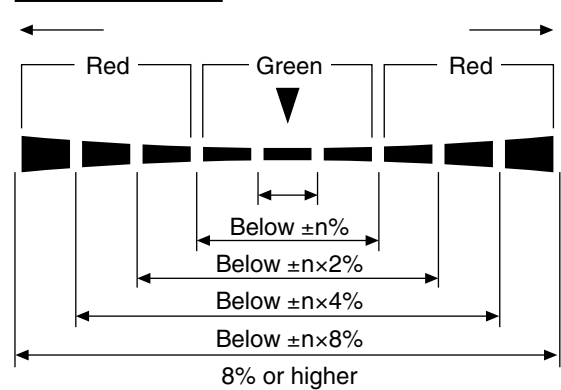 Red Green Red
Below ±n%
Below ±n×2%
Below ±n×4%
Below ±n×8%
8% or higher